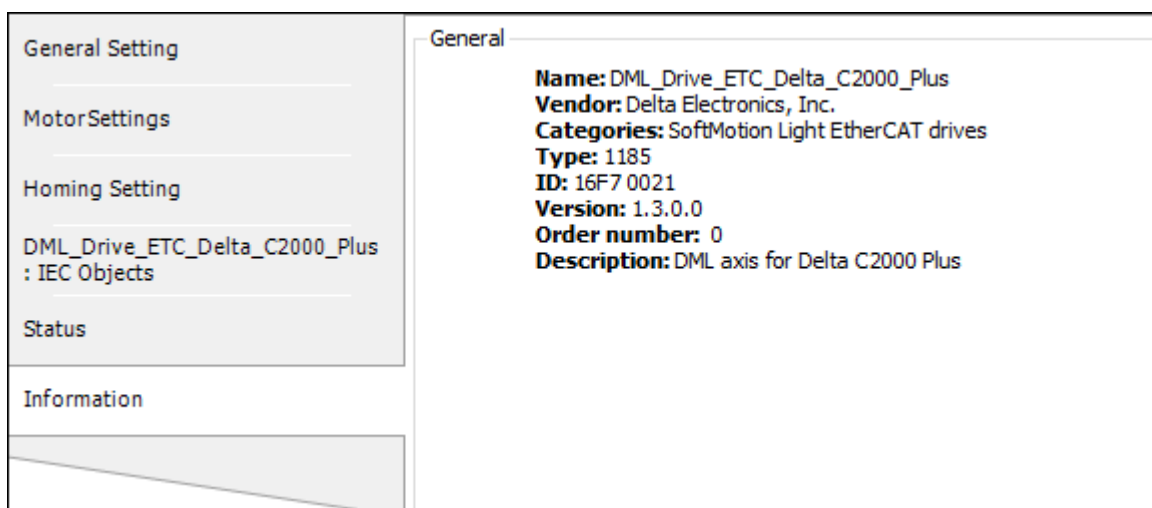 General Setting
MotorSettings
Homing Setting
DML_Drive_ETC_Delta_C2000_Plus
: IEC Objects
Status
Information
General
Name: DML_Drive_ETC_Delta_C2000_Plus
Vendor: Delta Electronics, Inc.
Categories: SoftMotion Light EtherCAT drives
Type: 1185
ID: 16F7 0021
Version: 1.3.0.0
Order number: 0
Description: DML axis for Delta C2000 Plus